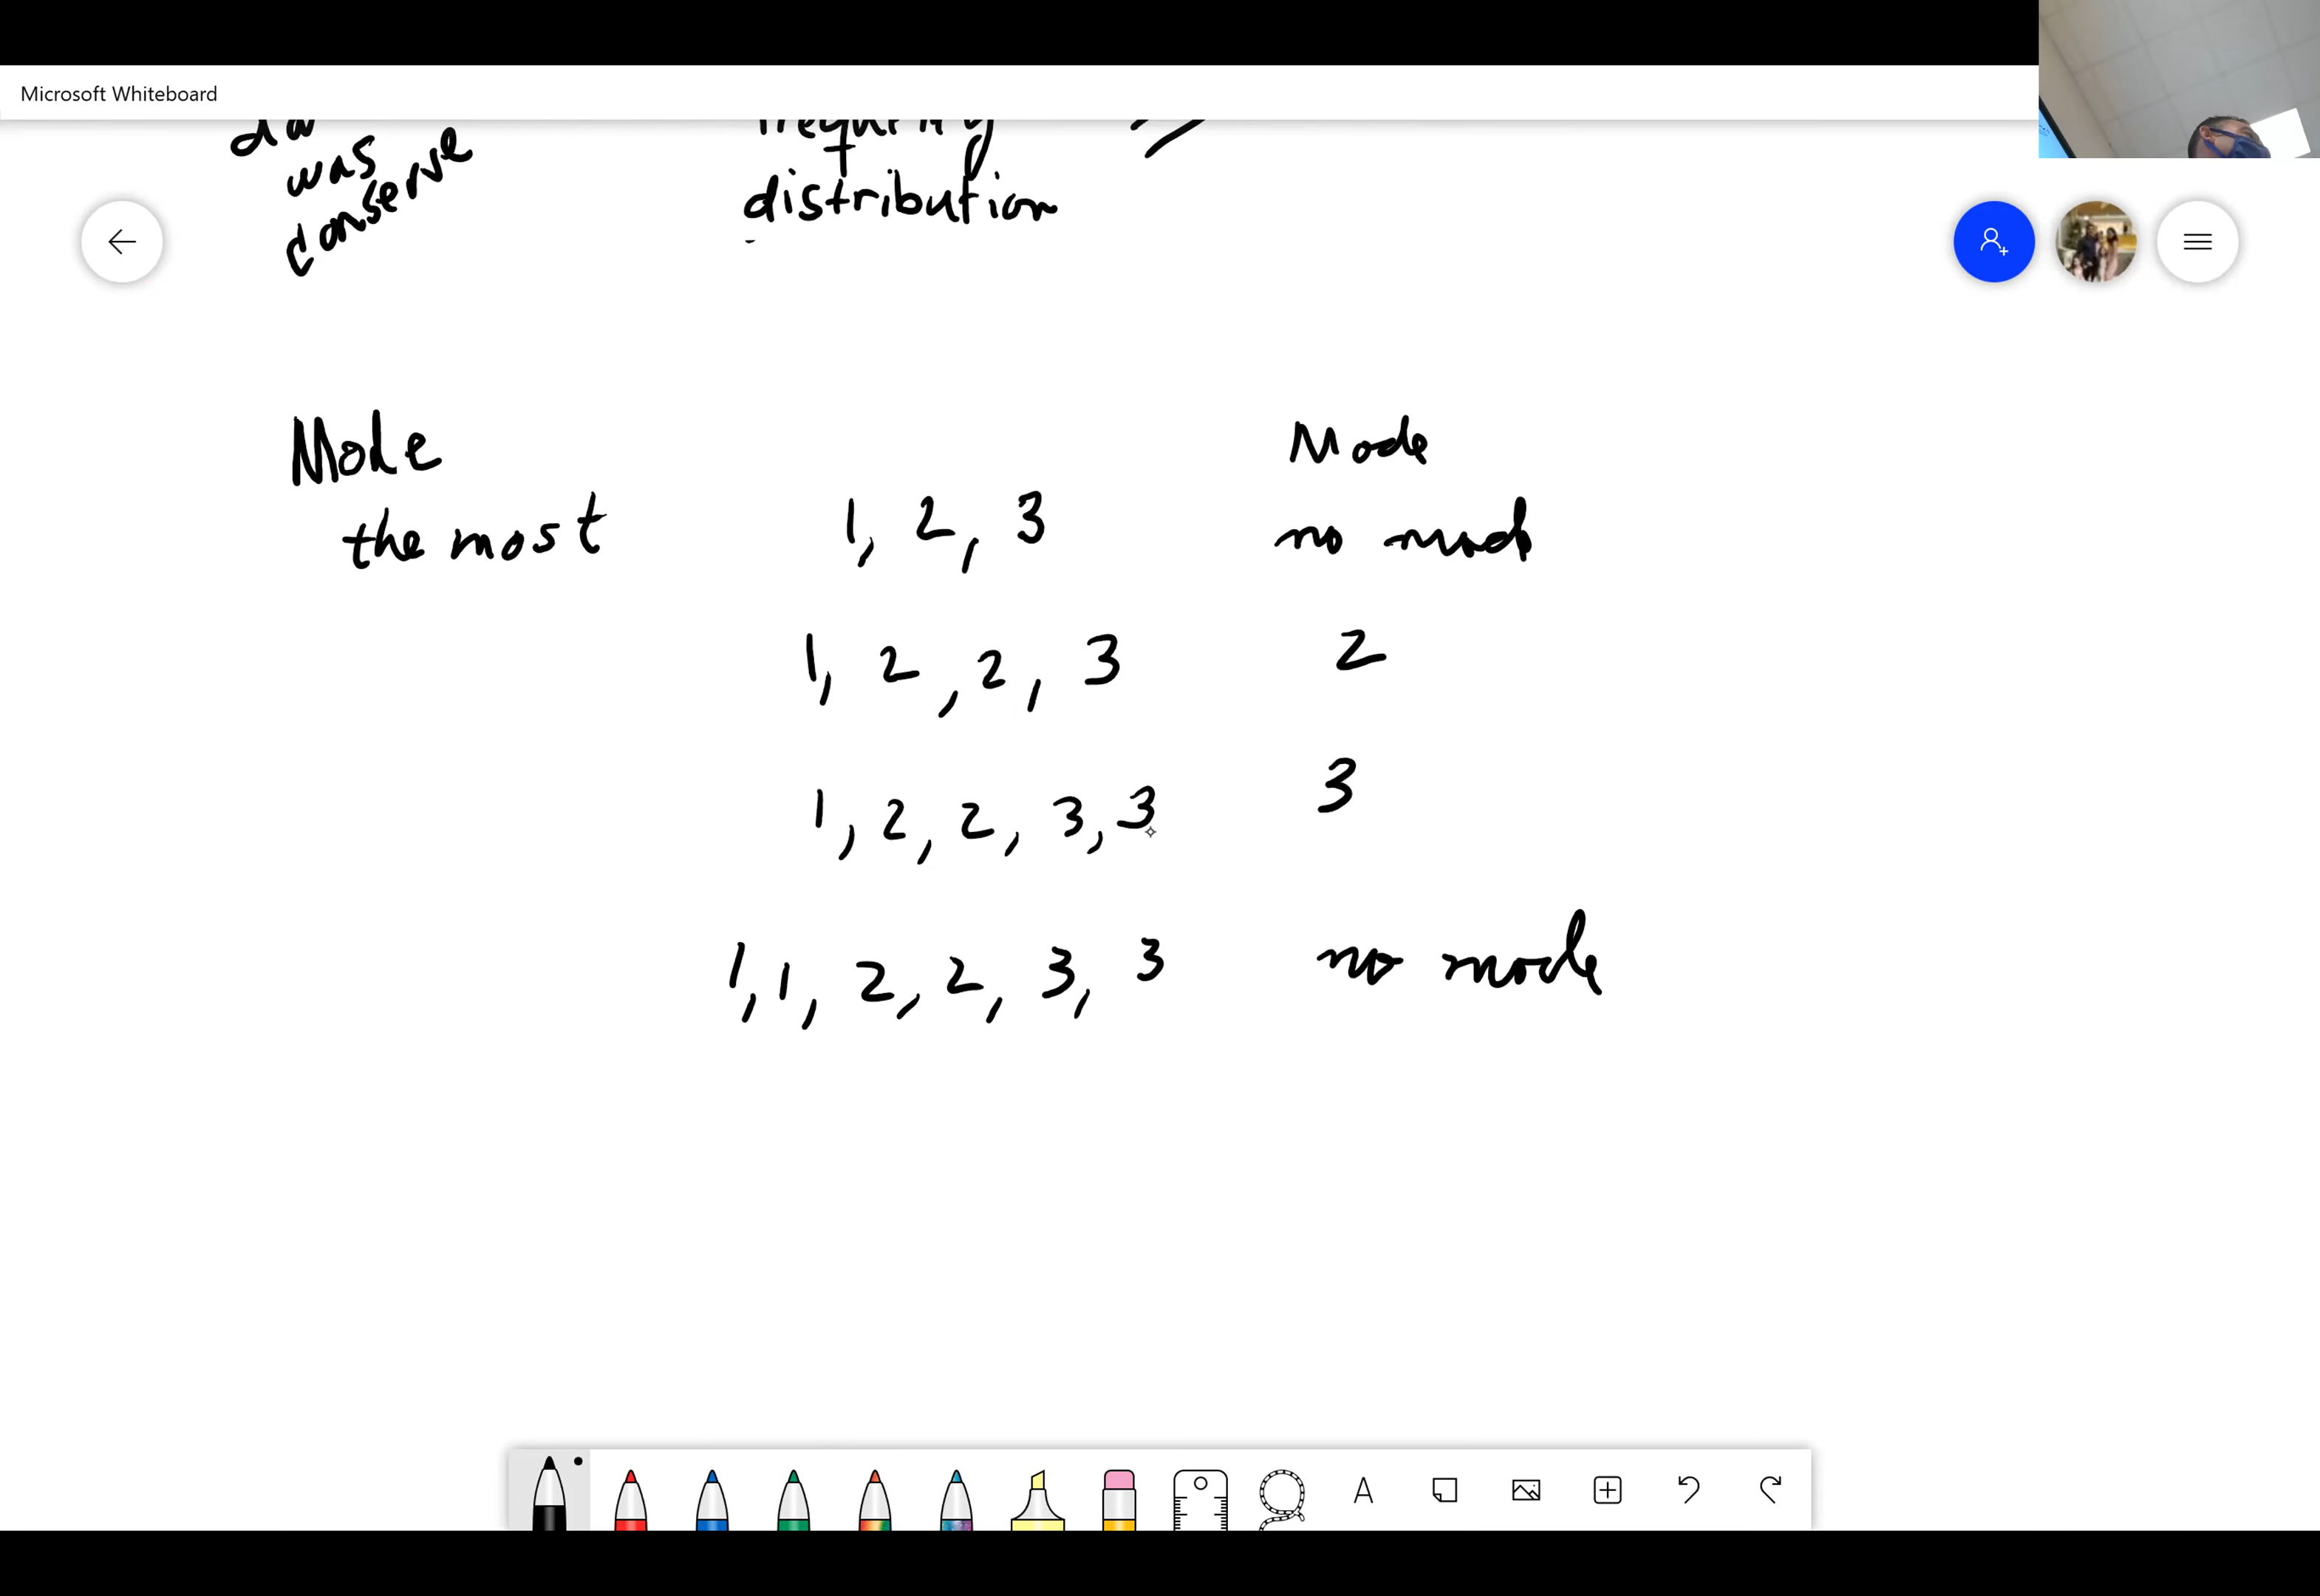 Microsoft Whiteboard
was
conserve
distribution
Mode
Mode
the most
1, 2, 3
no
1, 2, 2, 3
2
1, 2, 2, 3, 3
3
1, 1, 2, 2, 3, 3
no mode
A